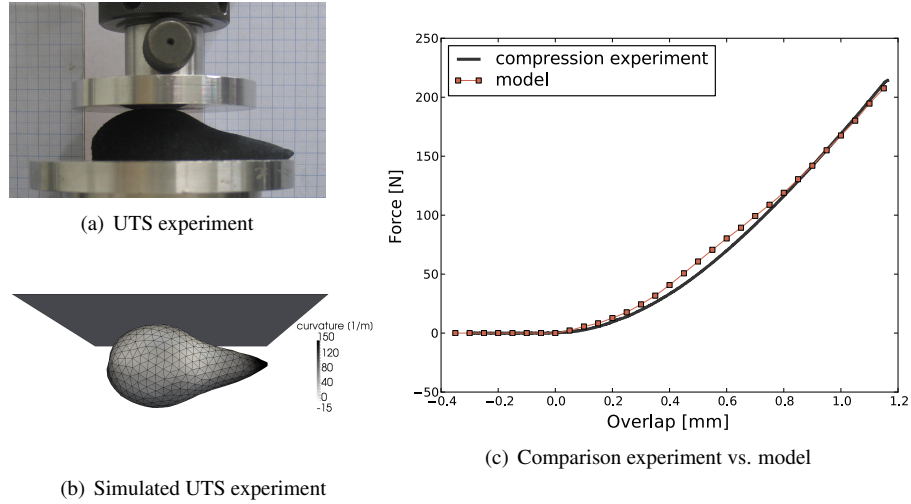 (a) UTS experiment
curvature [1/m]
150
120
80
40
0
-15
(b) Simulated UTS experiment
250
200
150
100
50
0
−50
−0.4
−0.2
0.0
0.2
0.4
0.6
0.8
1.0
1.2
Force [N]
Overlap [mm]
compression experiment
model
(c) Comparison experiment vs. model